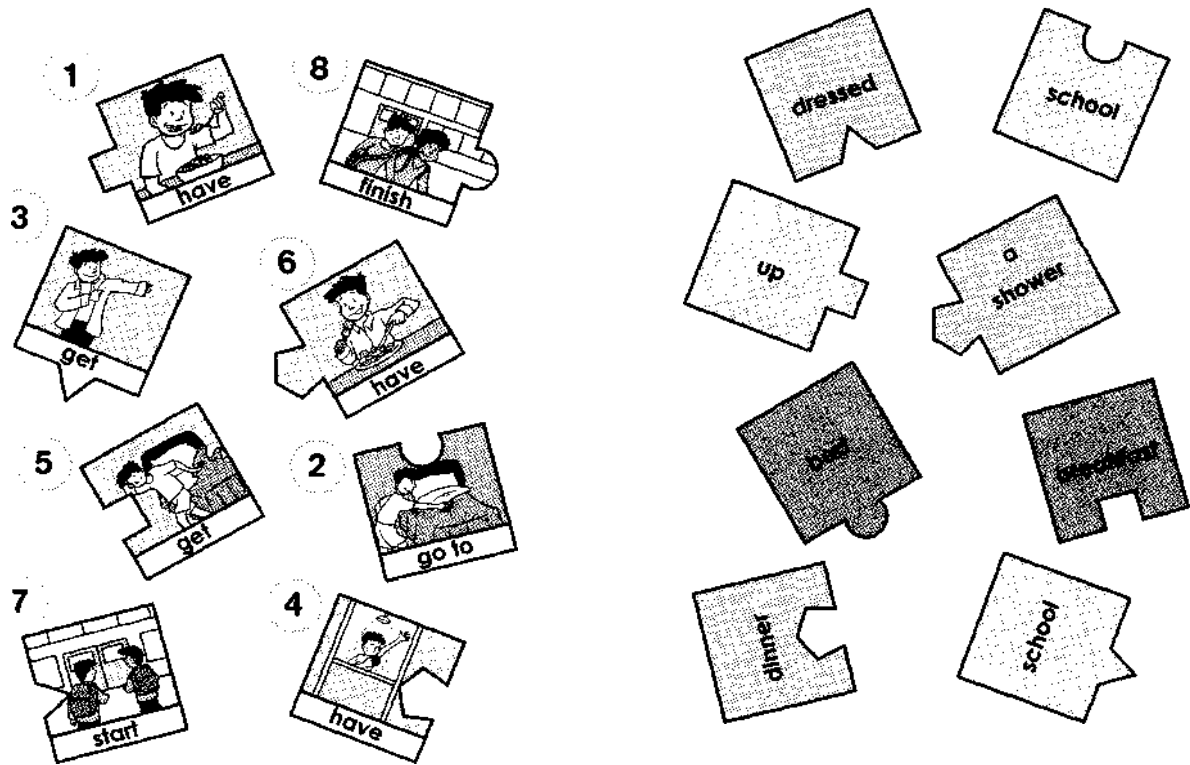 1
have
8
finish
3
get
6
have
5
get
2
go to
7
start
4
have
dressed
school
up
a
shower
bed
breakfast
dinner
school